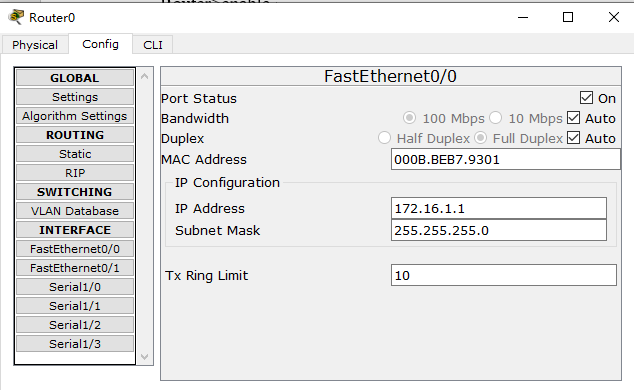 Router>enable
Router0
Physical Config CLI
GLOBAL
Settings
Algorithm Settings
ROUTING
Static
RIP
SWITCHING
VLAN Database
INTERFACE
FastEthernet0/0
FastEthernet0/1
Serial1/0
Serial1/1
Serial1/2
Serial1/3
FastEthernet0/0
Port Status On
Bandwidth 100 Mbps 10 Mbps Auto
Duplex Half Duplex Full Duplex Auto
MAC Address 000B.BEB7.9301
IP Configuration
IP Address 172.16.1.1
Subnet Mask 255.255.255.0
Tx Ring Limit 10